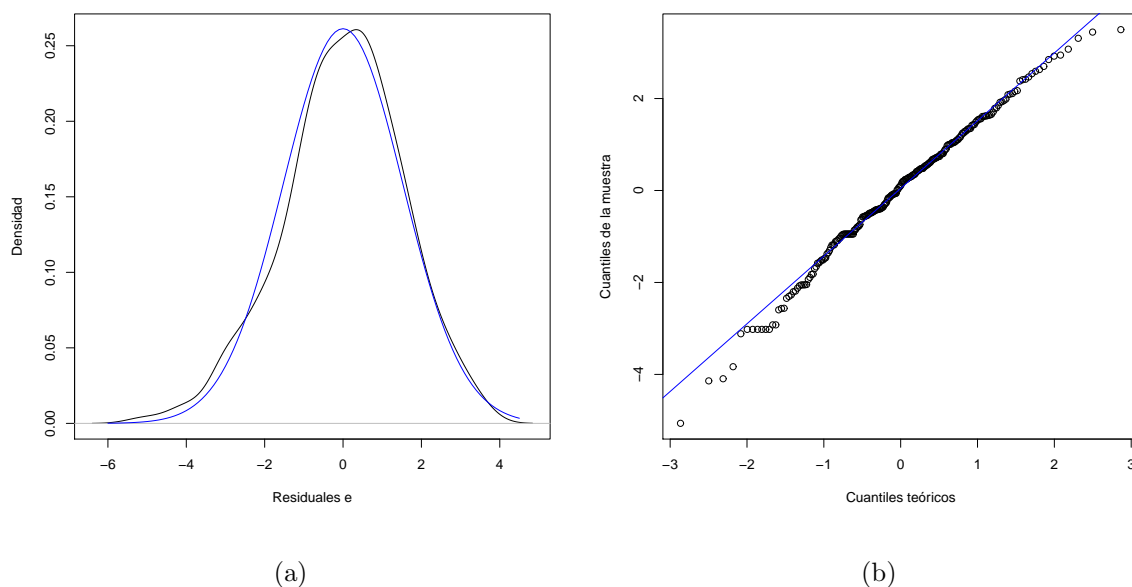 0.25
0.20
0.15
0.10
0.05
0.00
Densidad
−6 −4 −2 0 2 4
Residuales e
(a)
2
0
−2
−4
Cuantiles de la muestra
−3 −2 −1 0 1 2 3
Cuantiles teóricos
(b)